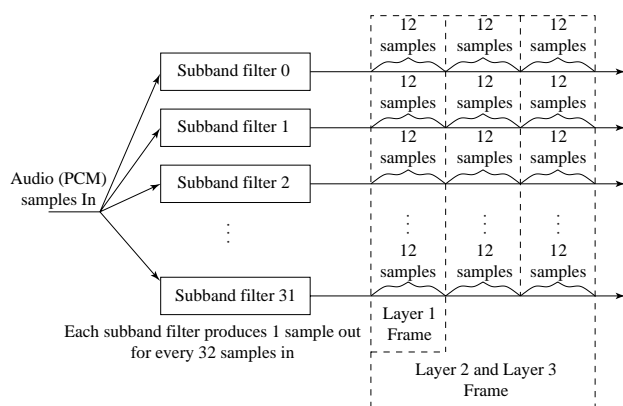 12 12 12
samples samples samples
Subband filter 0
12 12 12
samples samples samples
Subband filter 1
12 12 12
samples samples samples
Subband filter 2
Audio (PCM)
samples In
12 12 12
samples samples samples
Subband filter 31
Each subband filter produces 1 sample out
for every 32 samples in
Layer 1
Frame
Layer 2 and Layer 3
Frame